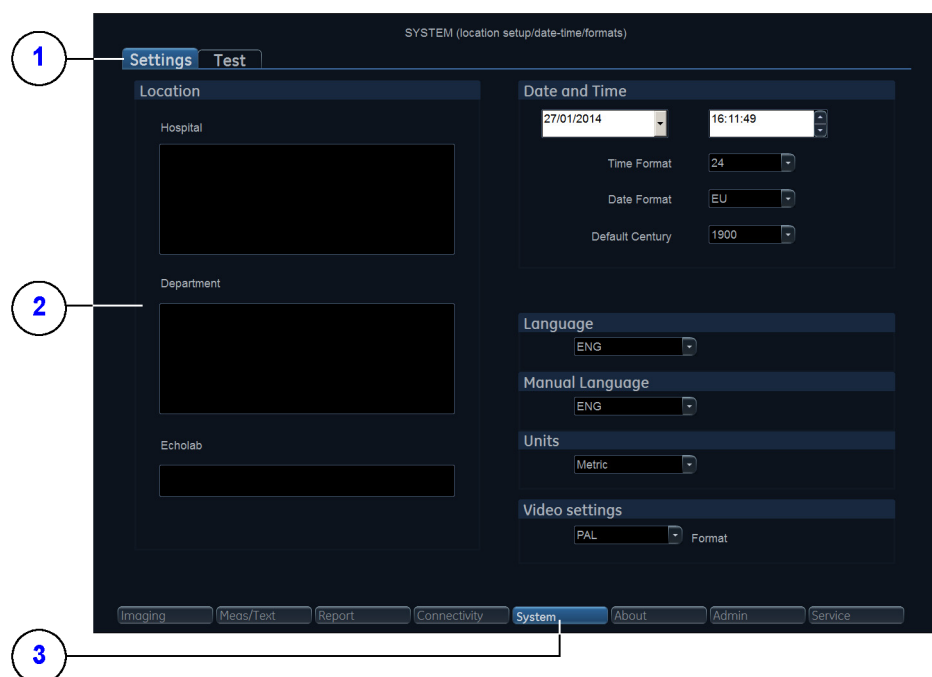 SYSTEM (location setup/date-time/formats)
1
Settings Test
Location
Hospital
Department
2
Echolab
Date and Time
27/01/2014 16:11:49
Time Format 24
Date Format EU
Default Century 1900
Language
ENG
Manual Language
ENG
Units
Metric
Video settings
PAL Format
Imaging Meas/Text Report Connectivity System About Admin Service
3